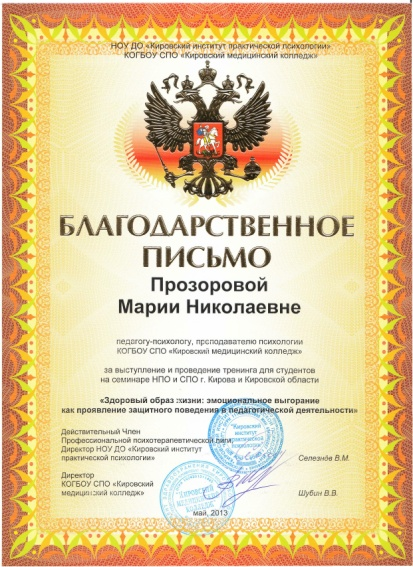 НОУ ДО «Кировский институт практической психологии»
КОГБОУ СПО «Кировский медицинский колледж»
БЛАГОДАРСТВЕННОЕ
ПИСЬМО
Прозоровой
Марии Николаевне
педагогу-психологу, преподавателю психологии
КОГБОУ СПО «Кировский медицинский колледж»
за выступление и проведение тренинга для студентов
на семинаре НПО и СПО г. Кирова и Кировской области
«Здоровый образ жизни: эмоциональное выгорание
как проявление защитного поведения в педагогической деятельности»
Действительный Член
Профессиональной психотерапевтической лиги,
Директор НОУ ДО «Кировский институт
практической психологии»
Селезнёв В.М.
Директор
КОГБОУ СПО «Кировский
медицинский колледж»
Шубин В.В.
май, 2013